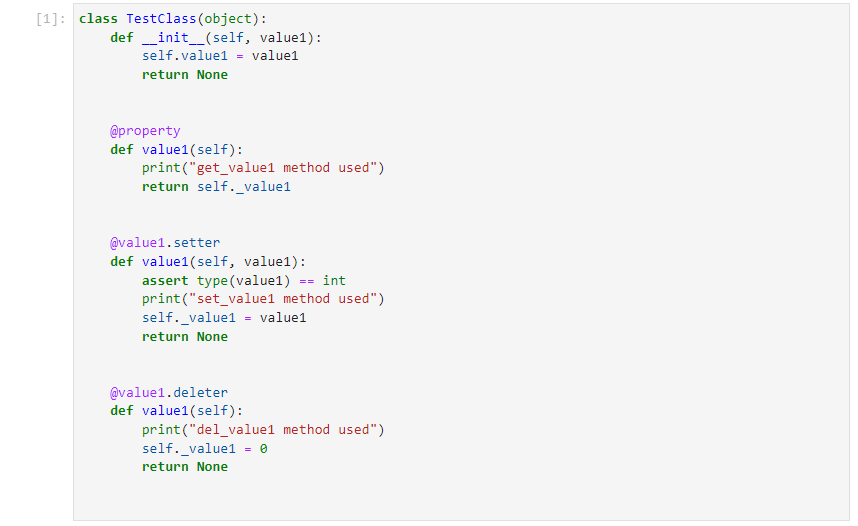 [1]: class TestClass(object):
    def __init__(self, value1):
        self.value1 = value1
        return None
    @property
    def value1(self):
        print("get_value1 method used")
        return self._value1
    @value1.setter
    def value1(self, value1):
        assert type(value1) == int
        print("set_value1 method used")
        self._value1 = value1
        return None
    @value1.deleter
    def value1(self):
        print("del_value1 method used")
        self._value1 = 0
        return None